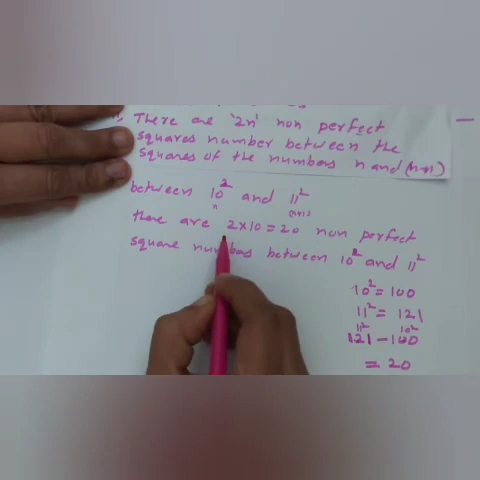 There are '2n' non perfect
squares number between the
squares of the numbers n and (n+1)
between 10² and 11²
n (n+1)
there are 2×10 = 20 non perfect
square numbers between 10² and 11²
10² = 100
11² = 121
11² 10²
121 - 100
= 20